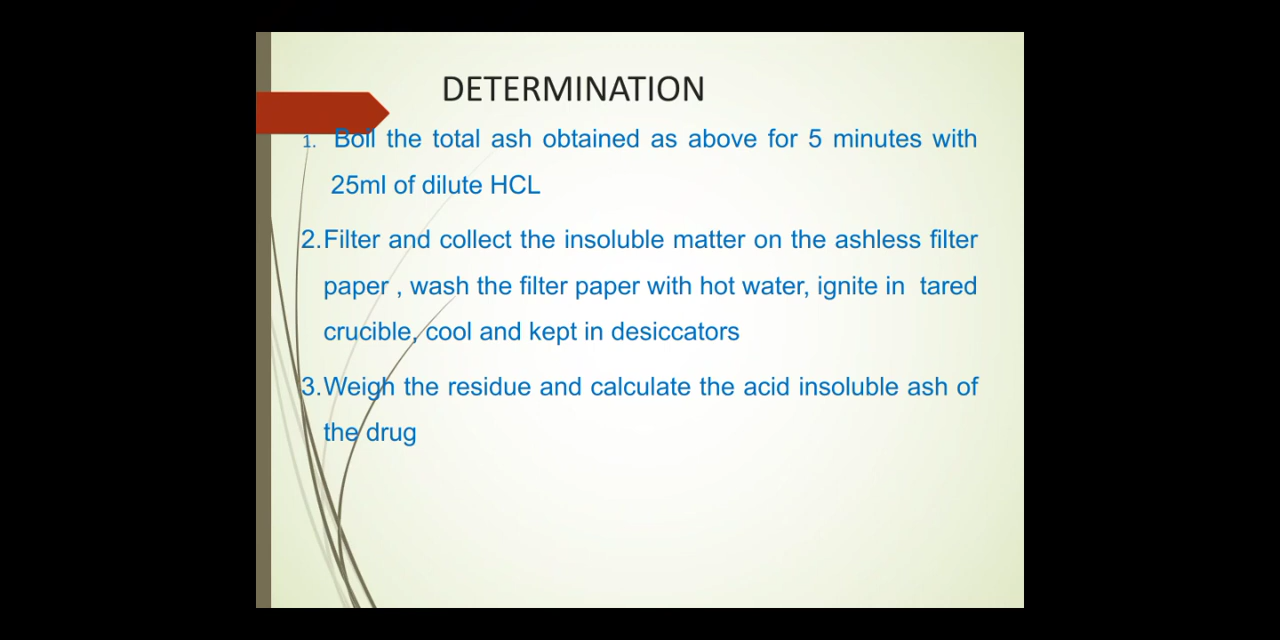 DETERMINATION
1. Boil the total ash obtained as above for 5 minutes with
25ml of dilute HCL
2.Filter and collect the insoluble matter on the ashless filter
paper , wash the filter paper with hot water, ignite in tared
crucible, cool and kept in desiccators
3.Weigh the residue and calculate the acid insoluble ash of
the drug